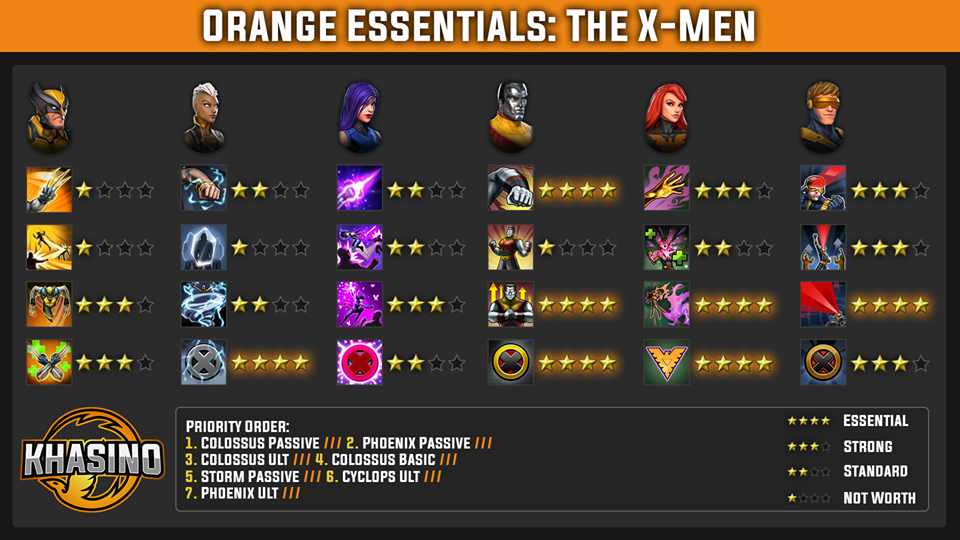 ORANGE ESSENTIALS: THE X-MEN
KHASINO
PRIORITY ORDER:
1. COLOSSUS PASSIVE /// 2. PHOENIX PASSIVE ///
3. COLOSSUS ULT /// 4. COLOSSUS BASIC ///
5. STORM PASSIVE /// 6. CYCLOPS ULT ///
7. PHOENIX ULT ///
ESSENTIAL
STRONG
STANDARD
NOT WORTH